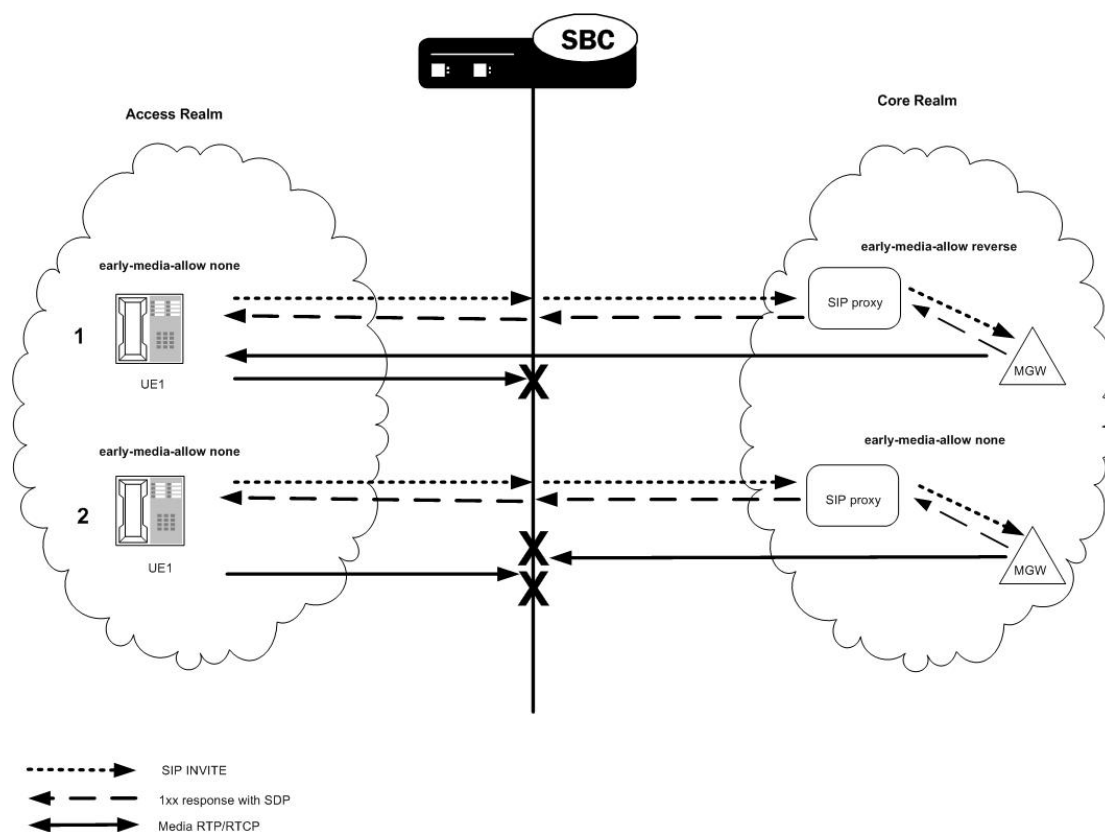 SBC
Access Realm
Core Realm
early-media-allow none
early-media-allow reverse
SIP proxy
1
UE1
MGW
X
early-media-allow none
early-media-allow none
SIP proxy
2
UE1
MGW
X
X
SIP INVITE
1xx response with SDP
Media RTP/RTCP